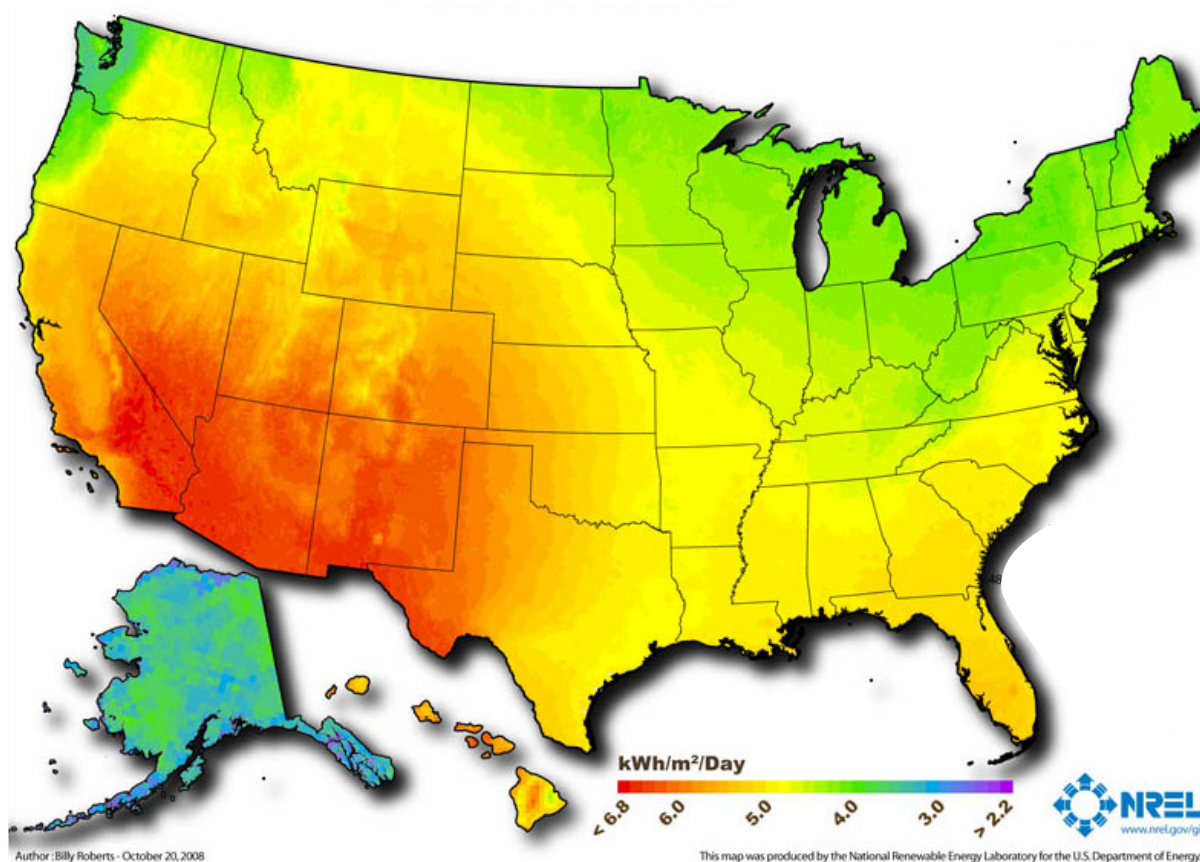 48
kWh/m²/Day
< 6.8
6.0
5.0
4.0
3.0
> 2.2
NREL
www.nrel.gov/gi
Author : Billy Roberts - October 20, 2008
This map was produced by the National Renewable Energy Laboratory for the U.S. Department of Energy